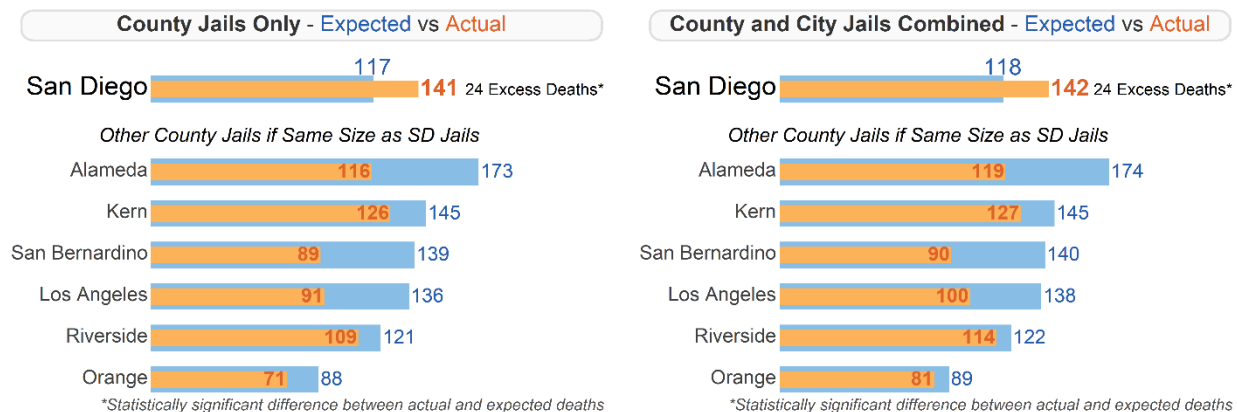 County Jails Only - Expected vs Actual
117
San Diego 141 24 Excess Deaths*
Other County Jails if Same Size as SD Jails
Alameda 116 173
Kern 126 145
San Bernardino 89 139
Los Angeles 91 136
Riverside 109 121
Orange 71 88
*Statistically significant difference between actual and expected deaths
County and City Jails Combined - Expected vs Actual
118
San Diego 142 24 Excess Deaths*
Other County Jails if Same Size as SD Jails
Alameda 119 174
Kern 127 145
San Bernardino 90 140
Los Angeles 100 138
Riverside 114 122
Orange 81 89
*Statistically significant difference between actual and expected deaths